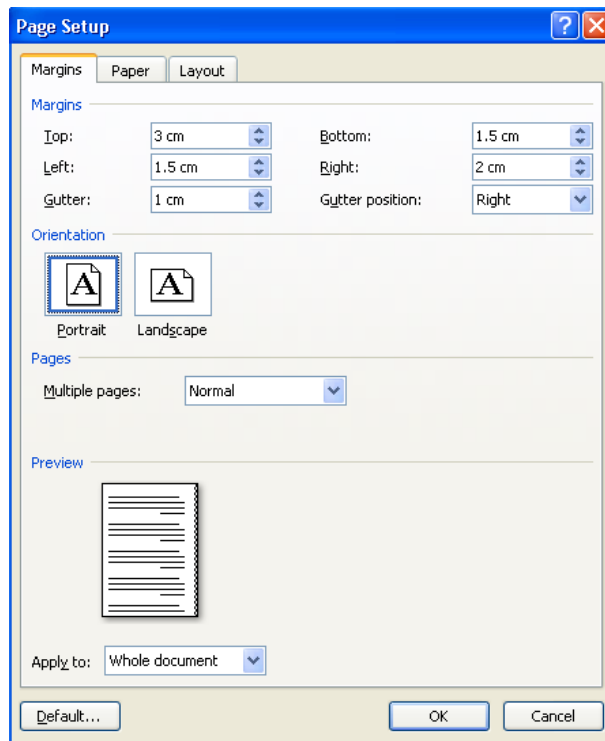 Page Setup
Margins Paper Layout
Margins
Top: 3 cm Bottom: 1.5 cm
Left: 1.5 cm Right: 2 cm
Gutter: 1 cm Gutter position: Right
Orientation
A A
Portrait Landscape
Pages
Multiple pages: Normal
Preview
Apply to: Whole document
Default... OK Cancel